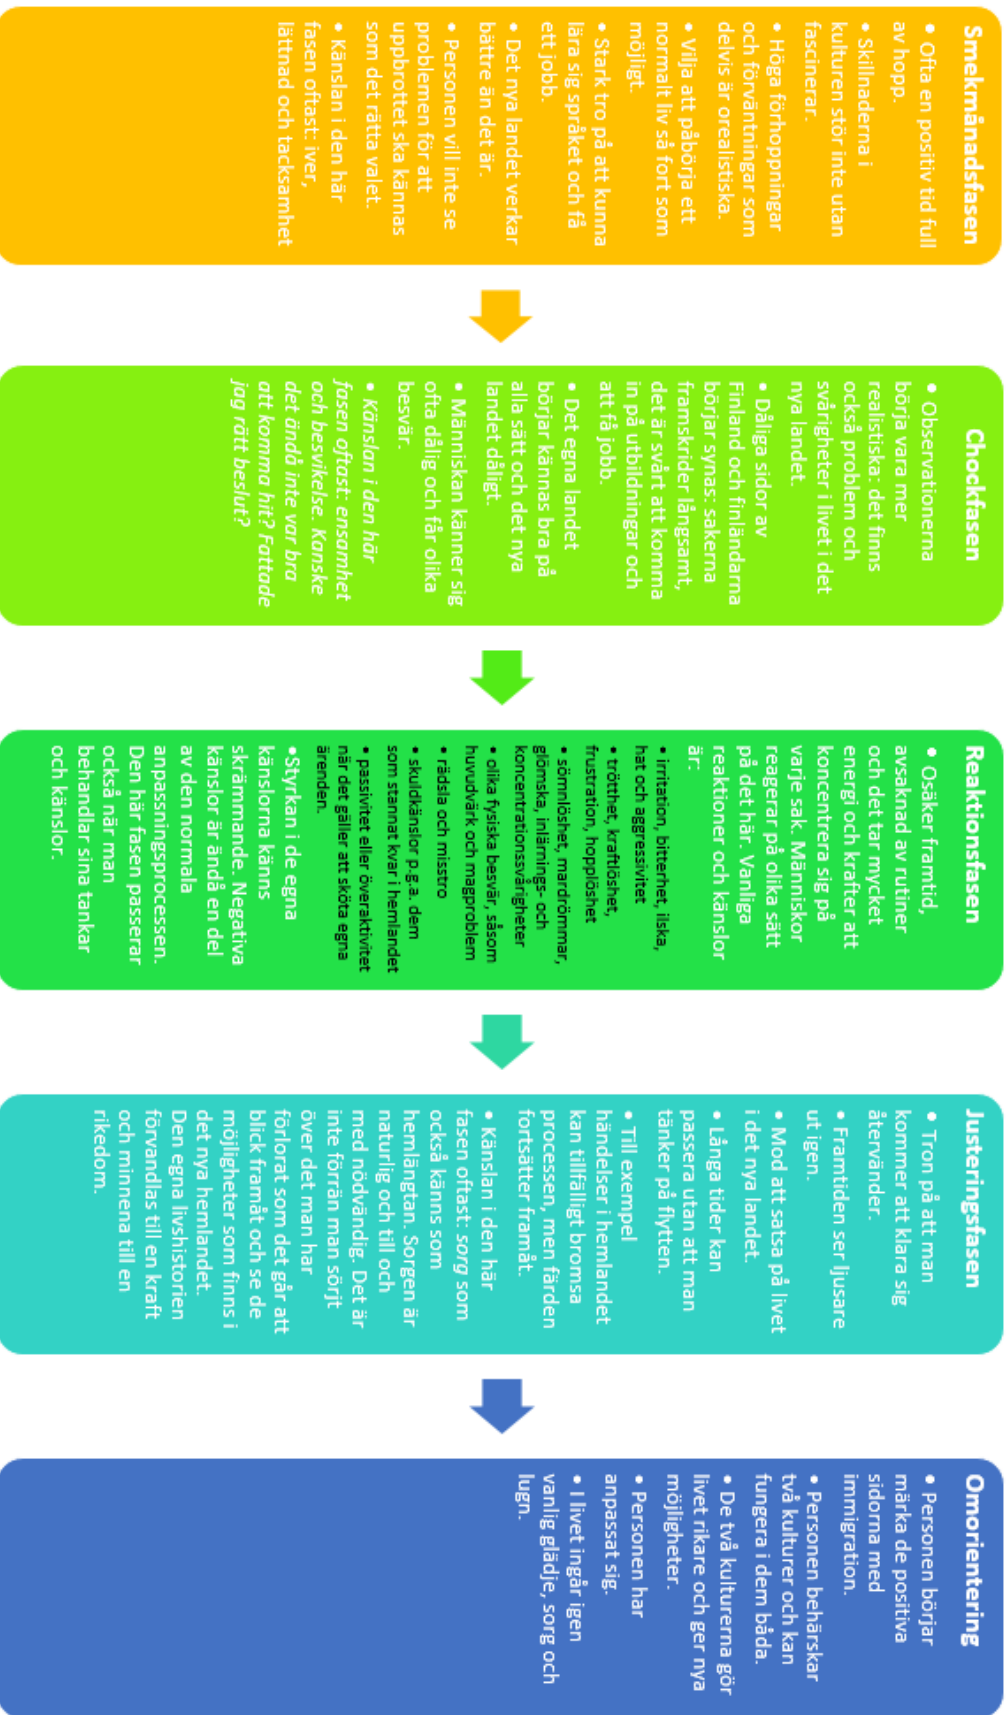 Smekmånadsfasen
• Ofta en positiv tid full
av hopp.
• Skillnaderna i
kulturen stör inte utan
fascinerar.
• Höga förhoppningar
och förväntningar som
delvis är orealistiska.
• Vilja att påbörja ett
normalt liv så fort som
möjligt.
• Stark tro på att kunna
lära sig språket och få
ett jobb.
• Det nya landet verkar
bättre än det är.
• Personen vill inte se
problemen för att
uppbrottet ska kännas
som det rätta valet.
• Känslan i den här
fasen oftast: iver,
lättnad och tacksamhet
Chockfasen
• Observationerna
börja vara mer
realistiska: det finns
också problem och
svårigheter i livet i det
nya landet.
• Dåliga sidor av
Finland och finländarna
börjar synas: sakerna
framskrider långsamt,
det är svårt att komma
in på utbildningar och
att få jobb.
• Det egna landet
börjar kännas bra på
alla sätt och det nya
landet dåligt.
• Människan känner sig
ofta dålig och får olika
besvär.
• Känslan i den här
fasen oftast: ensamhet
och besvikelse. Kanske
det ändå inte var bra
att komma hit? Fattade
jag rätt beslut?
Reaktionsfasen
• Osäker framtid,
avsaknad av rutiner
och det tar mycket
energi och krafter att
koncentrera sig på
varje sak. Människor
reagerar på olika sätt
på det här. Vanliga
reaktioner och känslor
är:
• irritation, bitterhet, ilska,
hat och aggressivitet
• trötthet, kraftlöshet,
frustration, hopplöshet
• sömnlöshet, mardrömmar,
glömska, inlärnings- och
koncentrationssvårigheter
• olika fysiska besvär, såsom
huvudvärk och magproblem
• rädsla och misstro
• skuldkänslor p.g.a. dem
som stannat kvar i hemlandet
• passivitet eller överaktivitet
när det gäller att sköta egna
ärenden.
•Styrkan i de egna
känslorna känns
skrämmande. Negativa
känslor är ändå en del
av den normala
anpassningsprocessen.
Den här fasen passerar
också när man
behandlar sina tankar
och känslor.
Justeringsfasen
• Tron på att man
kommer att klara sig
återvänder.
• Framtiden ser ljusare
ut igen.
• Mod att satsa på livet
i det nya landet.
• Långa tider kan
passera utan att man
tänker på flytten.
• Till exempel
händelser i hemlandet
kan tillfälligt bromsa
processen, men färden
fortsätter framåt.
• Känslan i den här
fasen oftast: sorg som
också känns som
hemlängtan. Sorgen är
naturlig och till och
med nödvändig. Det är
inte förrän man sörjt
över det man har
förlorat som det går att
blick framåt och se de
möjligheter som finns i
det nya hemlandet.
Den egna livshistorien
förvandlas till en kraft
och minnena till en
rikedom.
Omorientering
• Personen börjar
märka de positiva
sidorna med
immigration.
• Personen behärskar
två kulturer och kan
fungera i dem båda.
• De två kulturerna gör
livet rikare och ger nya
möjligheter.
• Personen har
anpassat sig.
• I livet ingår igen
vanlig glädje, sorg och
lugn.